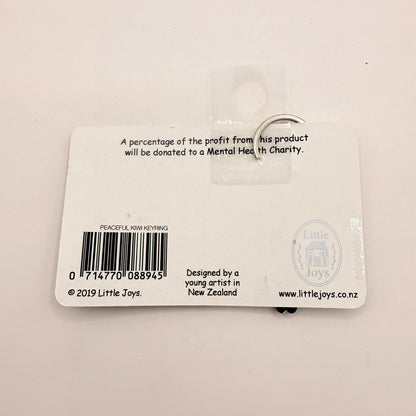 A percentage of the profit from this product
will be donated to a Mental Health Charity.
PEACEFUL KIWI KEYRING
0 714770 088945
Designed by a
young artist in
New Zealand
Little
Joys
© 2019 Little Joys.
www.littlejoys.co.nz